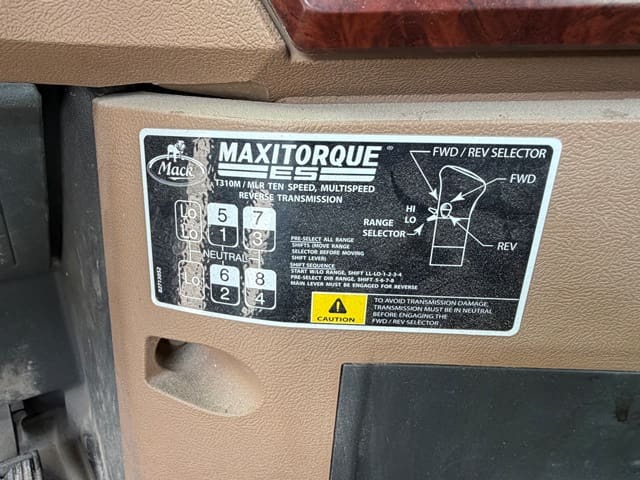 Mack
MAXITORQUE®
ES
T310M / MLR TEN SPEED, MULTISPEED
REVERSE TRANSMISSION
FWD / REV SELECTOR
FWD
HI
LO
RANGE
SELECTOR
REV
LO 5 7
LO 1 3
NEUTRAL
6 8
LO 2 4
PRE-SELECT ALL RANGE
SHIFTS (MOVE RANGE
SELECTOR BEFORE MOVING
SHIFT LEVER)
SHIFT SEQUENCE
START W/LO RANGE, SHIFT LL-LO-1-2-3-4
PRE-SELECT DIR RANGE, SHIFT 5-6-7-8
MAIN LEVER MUST BE ENGAGED FOR REVERSE
CAUTION
TO AVOID TRANSMISSION DAMAGE,
TRANSMISSION MUST BE IN NEUTRAL
BEFORE ENGAGING THE
FWD / REV SELECTOR